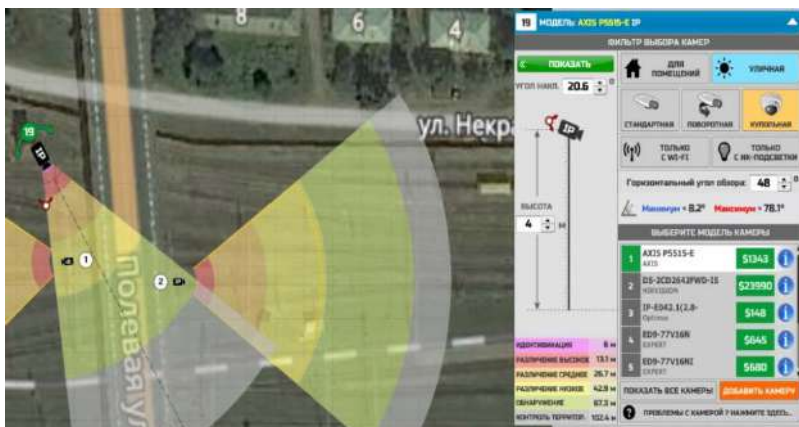 8
6
4
ул. Некра
19
IP
1
2
Полевая ул
19 МОДЕЛЬ: AXIS P5515-E IP
ФИЛЬТР ВЫБОРА КАМЕР
ПОКАЗАТЬ
УГОЛ НАКЛ. 20.6 °
IP
ВЫСОТА
4 м
ДЛЯ ПОМЕЩЕНИЙ
УЛИЧНАЯ
СТАНДАРТНАЯ ПОВОРОТНАЯ КУПОЛЬНАЯ
ТОЛЬКО С WI-FI
ТОЛЬКО С ИК-ПОДСВЕТКИ
Горизонтальный угол обзора: 48 °
Минимум = 8.2° Максимум = 78.1°
ВЫБЕРИТЕ МОДЕЛЬ КАМЕРЫ
1 AXIS P5515-E $1343
AXIS
2 DS-2CD2642FWD-IS $23990
HIKVISION
3 IP-E042.1(2.8- $148
Optimus
4 ED9-77V16N $645
EXPERT
5 ED9-77V16NI $680
EXPERT
ИДЕНТИФИКАЦИЯ 6 м
РАЗЛИЧЕНИЕ ВЫСОКОЕ 13.1 м
РАЗЛИЧЕНИЕ СРЕДНЕЕ 26.7 м
РАЗЛИЧЕНИЕ НИЗКОЕ 42.9 м
ОБНАРУЖЕНИЕ 67.3 м
КОНТРОЛЬ ТЕРРИТОР. 102.4 м
ПОКАЗАТЬ ВСЕ КАМЕРЫ ДОБАВИТЬ КАМЕРУ
ПРОБЛЕМЫ С КАМЕРОЙ ? НАЖМИТЕ ЗДЕСЬ..